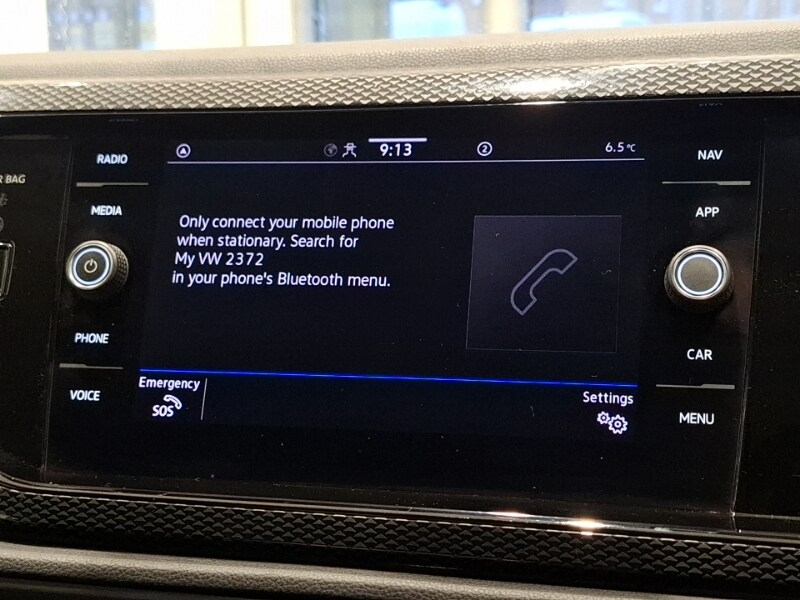 R BAG
RADIO
MEDIA
PHONE
VOICE
9:13
2
6.5°C
Only connect your mobile phone
when stationary. Search for
My VW 2372
in your phone's Bluetooth menu.
Emergency
SOS
Settings
NAV
APP
CAR
MENU